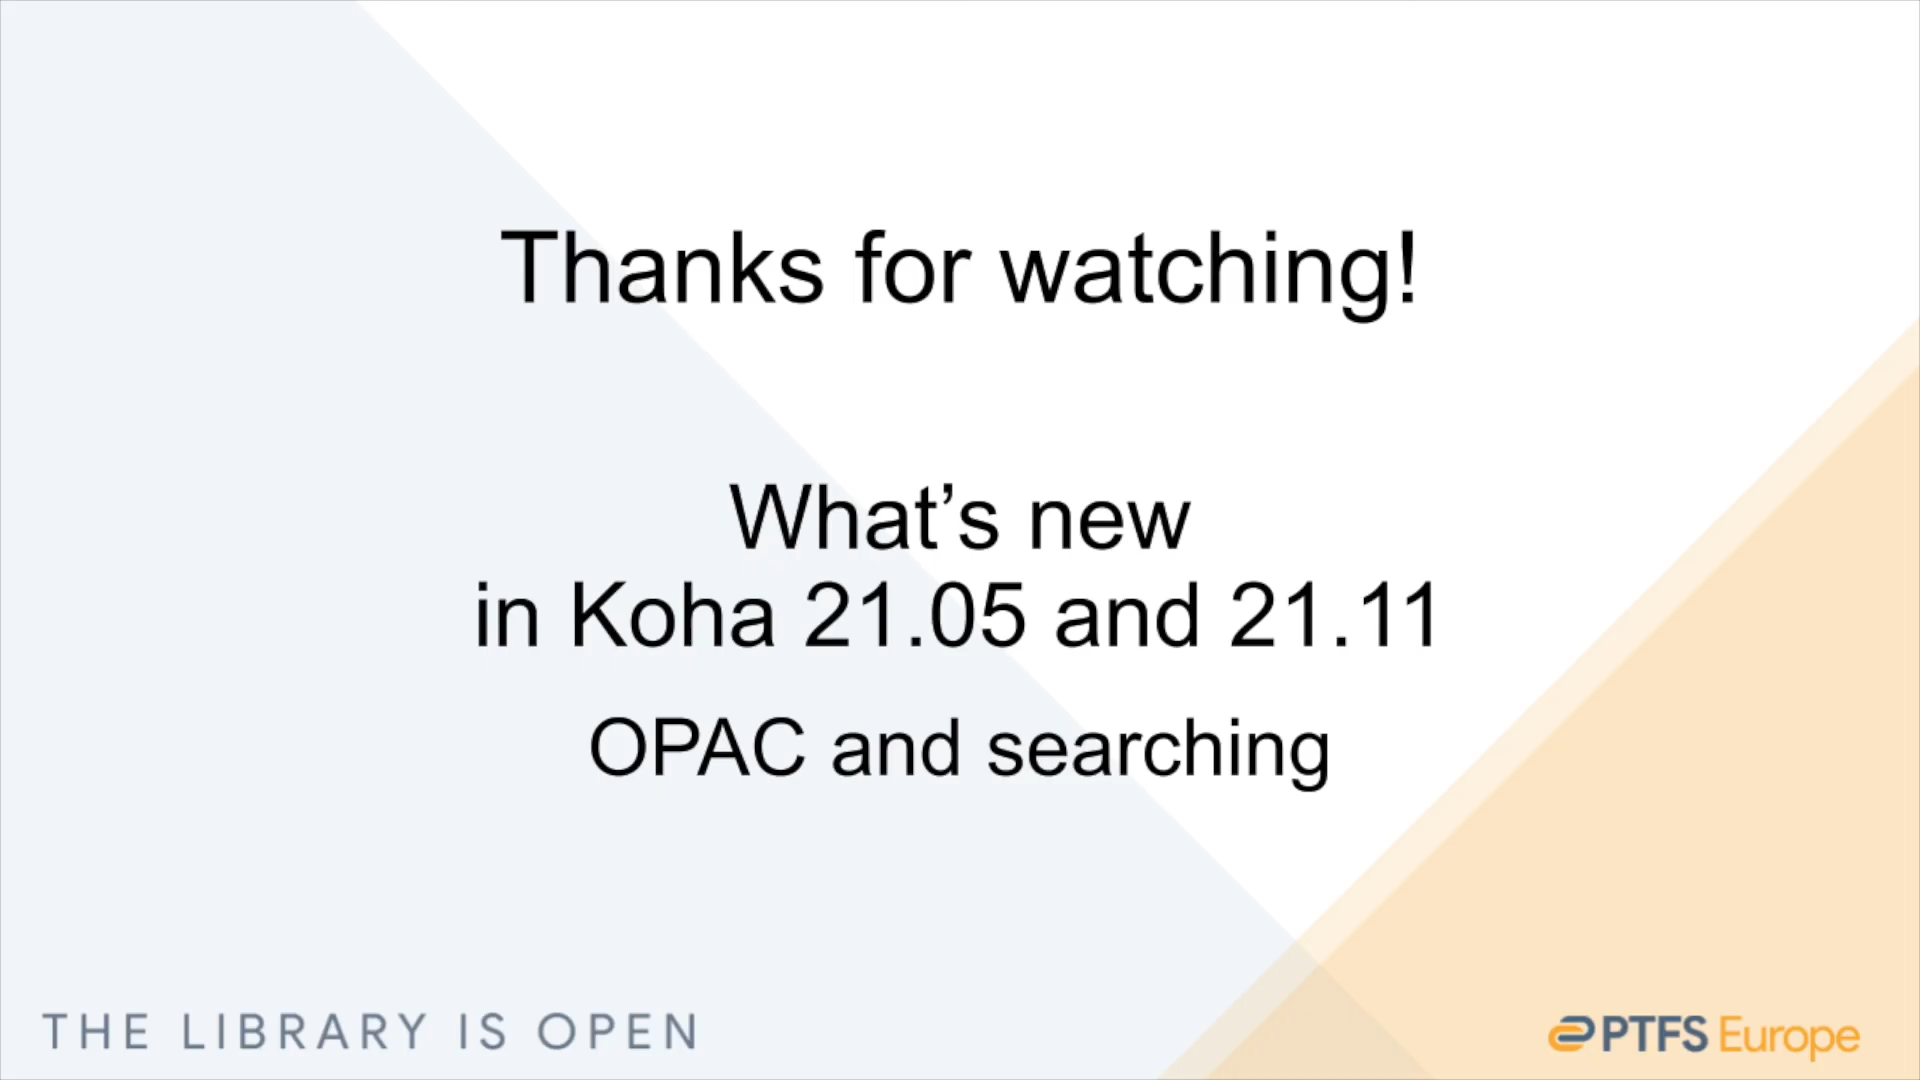 Thanks for watching!
What’s new
in Koha 21.05 and 21.11
OPAC and searching
THE LIBRARY IS OPEN
PTFS Europe